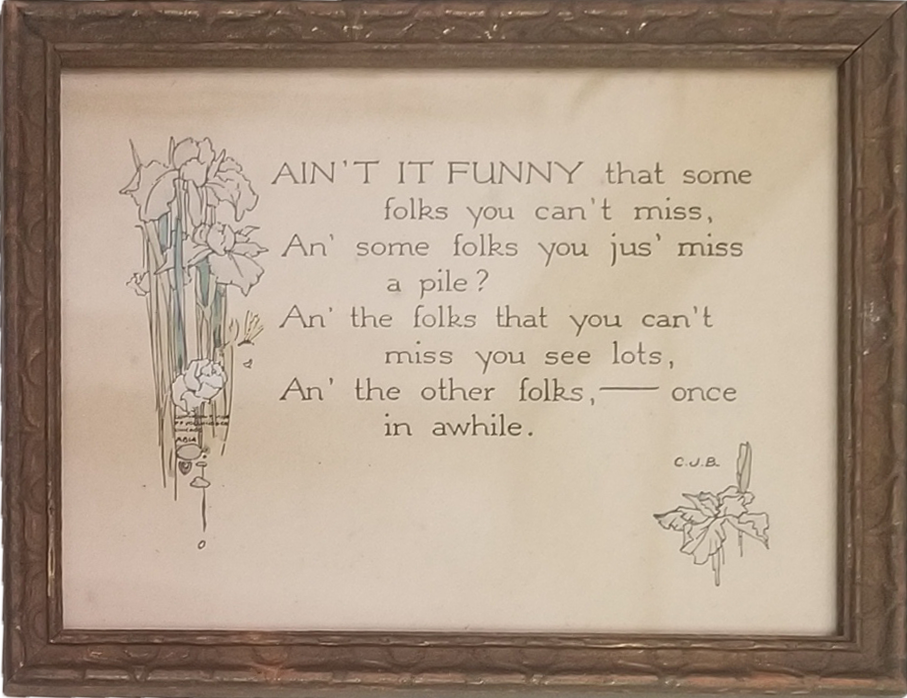 AIN'T IT FUNNY that some
folks you can't miss,
An' some folks you jus' miss
a pile?
An' the folks that you can't
miss you see lots,
An' the other folks, — once
in awhile.
C.J.B.